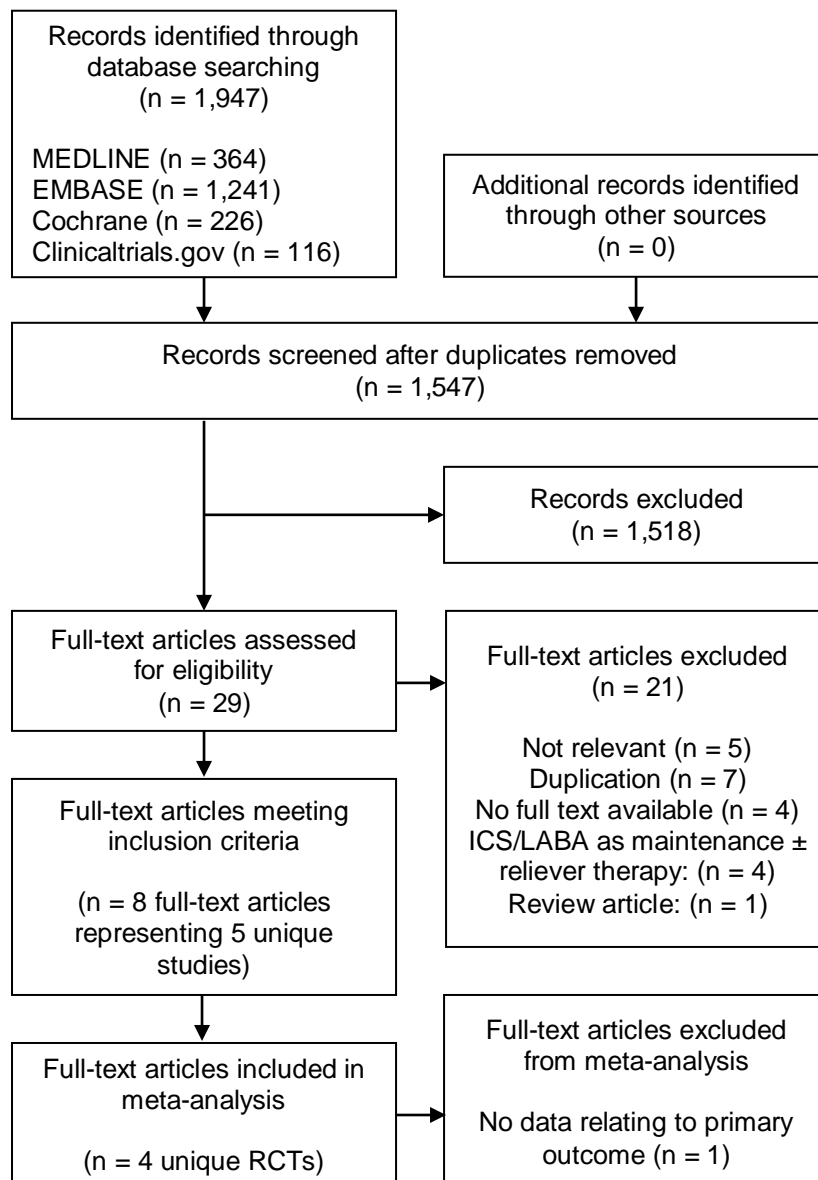 Records identified through
database searching
(n = 1,947)
MEDLINE (n = 364)
EMBASE (n = 1,241)
Cochrane (n = 226)
Clinicaltrials.gov (n = 116)
Additional records identified
through other sources
(n = 0)
Records screened after duplicates removed
(n = 1,547)
Records excluded
(n = 1,518)
Full-text articles assessed
for eligibility
(n = 29)
Full-text articles excluded
(n = 21)
Not relevant (n = 5)
Duplication (n = 7)
No full text available (n = 4)
ICS/LABA as maintenance ±
reliever therapy: (n = 4)
Review article: (n = 1)
Full-text articles meeting
inclusion criteria
(n = 8 full-text articles
representing 5 unique
studies)
Full-text articles included in
meta-analysis
(n = 4 unique RCTs)
Full-text articles excluded
from meta-analysis
No data relating to primary
outcome (n = 1)